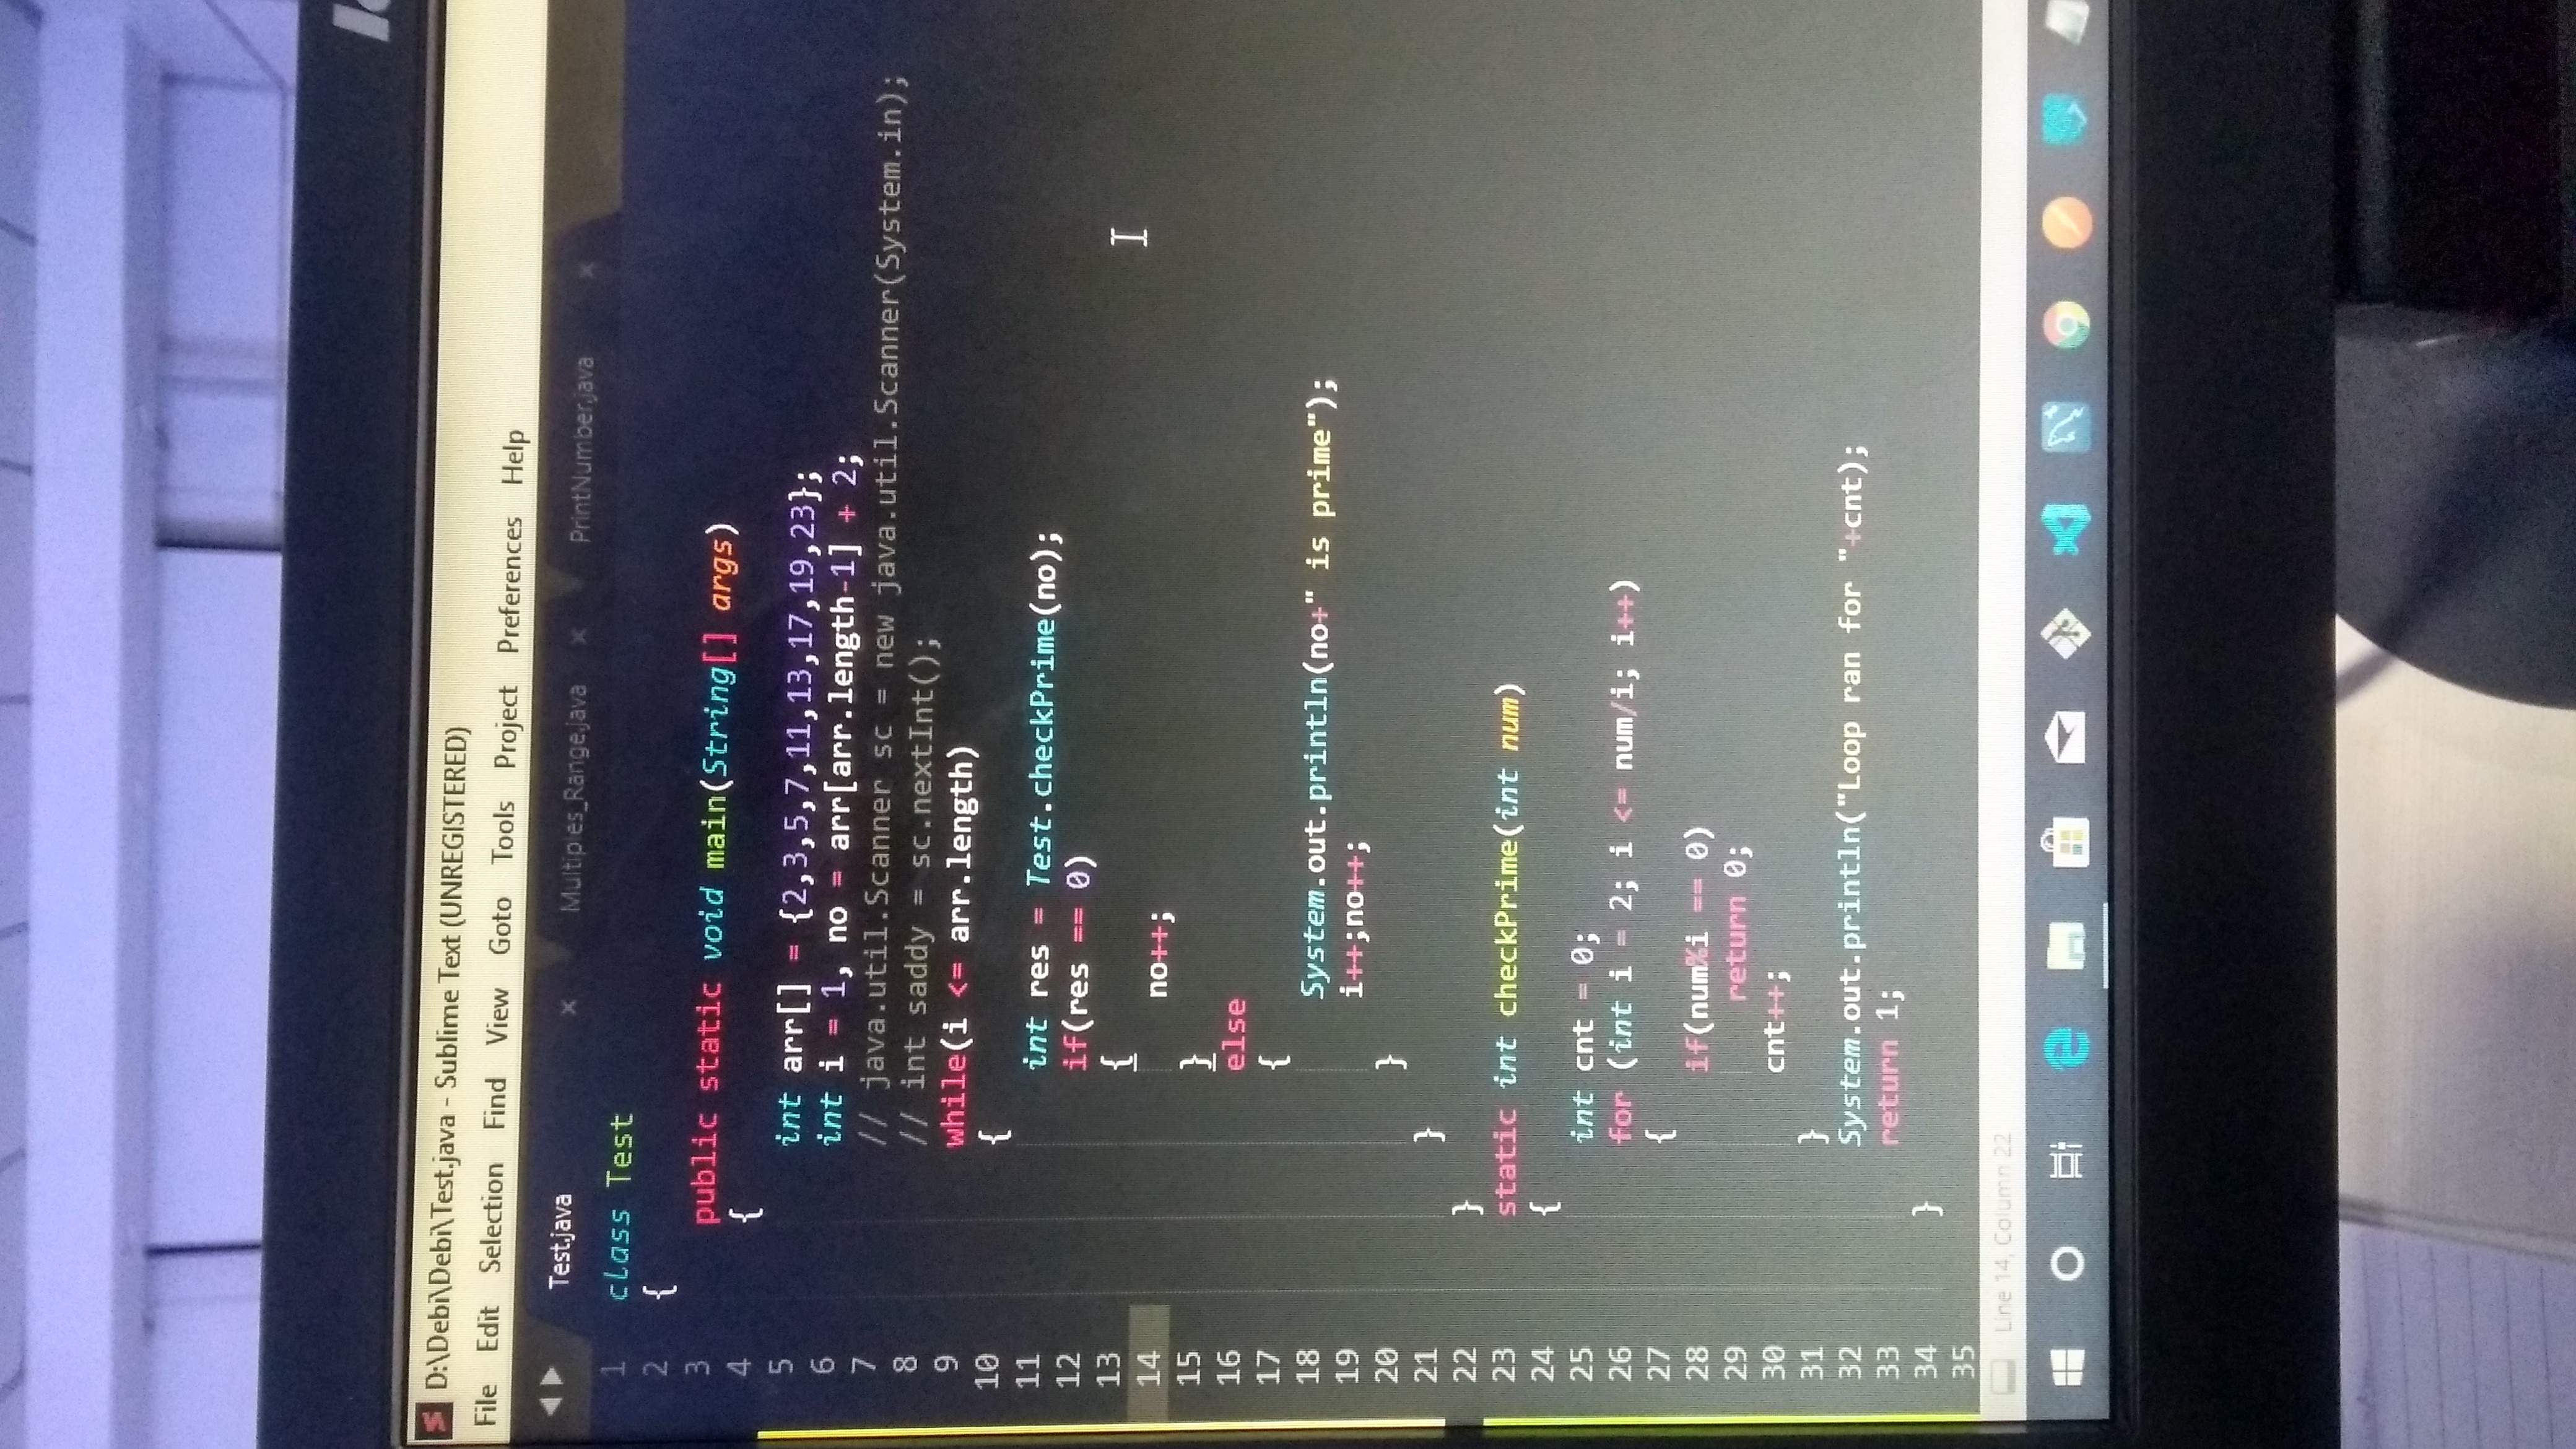 D:\Debi\Debi\Test.java - Sublime Text (UNREGISTERED)
File Edit Selection Find View Goto Tools Project Preferences Help
Test.java Multiples_Range.java PrintNumber.java
1 class Test
2 {
3 public static void main(String[] args)
4 {
5 int arr[] = {2,3,5,7,11,13,17,19,23};
6 int i = 1, no = arr[arr.length-1] + 2;
7 // java.util.Scanner sc = new java.util.Scanner(System.in);
8 // int saddy = sc.nextInt();
9 while(i <= arr.length)
10 {
11 int res = Test.checkPrime(no);
12 if(res == 0)
13 {
14 no++;
15 }
16 else
17 {
18 System.out.println(no+" is prime");
19 i++;no++;
20 }
21 }
22 }
23 static int checkPrime(int num)
24 {
25 int cnt = 0;
26 for (int i = 2; i <= num/i; i++)
27 {
28 if(num%i == 0)
29 return 0;
30 cnt++;
31 }
32 System.out.println("Loop ran for "+cnt);
33 return 1;
34 }
35
Line 14, Column 22